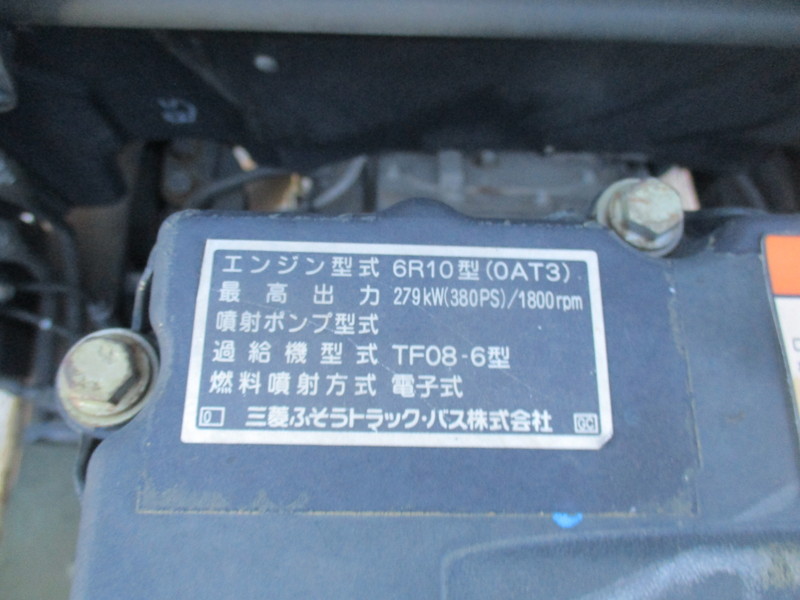 エンジン型式 6R10型(0AT3)
最高出力 279kW(380PS)/1800rpm
噴射ポンプ型式
過給機型式 TF08-6型
燃料噴射方式 電子式
三菱ふそうトラック・バス株式会社